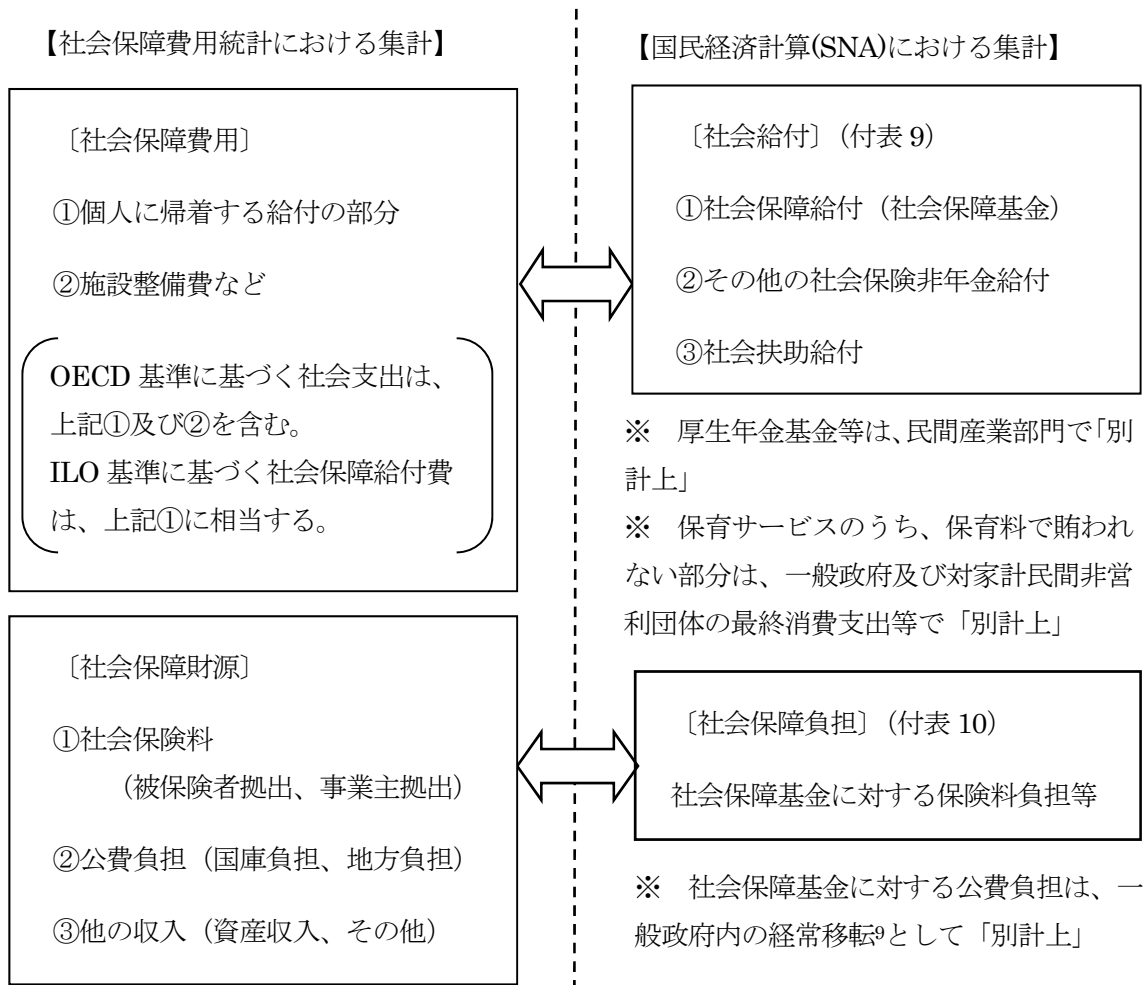 【社会保障費用統計における集計】
〔社会保障費用〕
①個人に帰着する給付の部分
②施設整備費など
OECD 基準に基づく社会支出は、
上記①及び②を含む。
ILO 基準に基づく社会保障給付費
は、上記①に相当する。
〔社会保障財源〕
①社会保険料
（被保険者拠出、事業主拠出）
②公費負担（国庫負担、地方負担）
③他の収入（資産収入、その他）
【国民経済計算(SNA)における集計】
〔社会給付〕（付表 9）
①社会保障給付（社会保障基金）
②その他の社会保険非年金給付
③社会扶助給付
※　厚生年金基金等は、民間産業部門で「別
計上」
※　保育サービスのうち、保育料で賄われ
ない部分は、一般政府及び対家計民間非営
利団体の最終消費支出等で「別計上」
〔社会保障負担〕（付表 10）
社会保障基金に対する保険料負担等
※　社会保障基金に対する公費負担は、一
般政府内の経常移転9として「別計上」